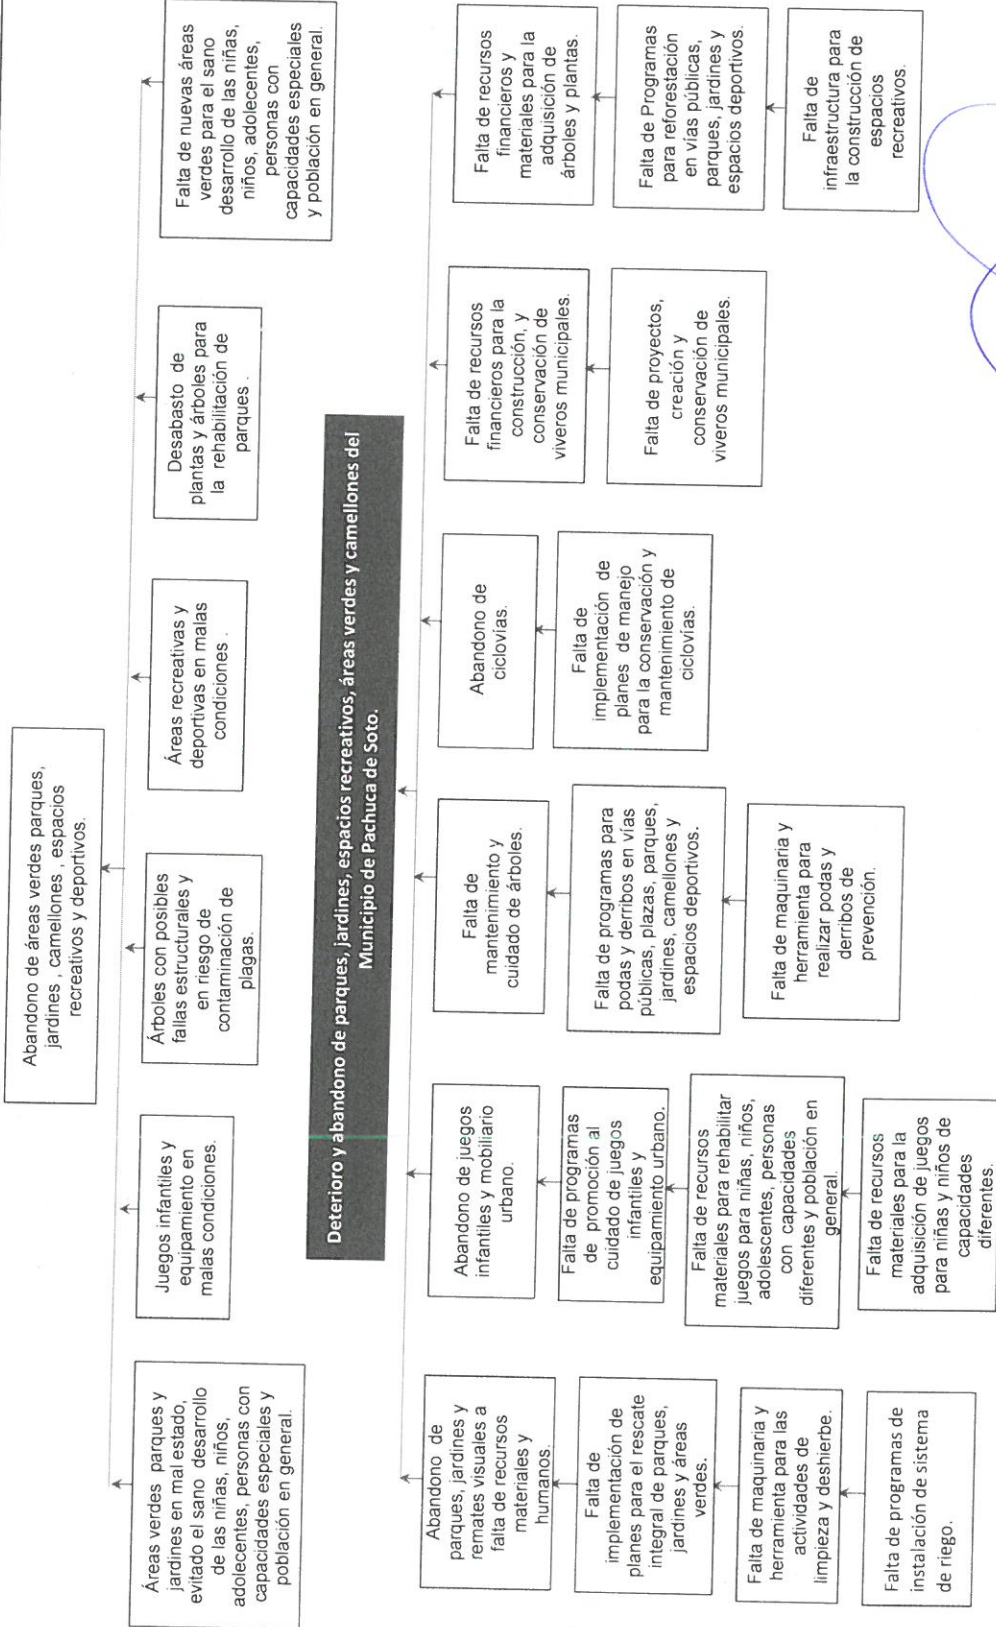 Abandono de áreas verdes parques,
jardines , camellones , espacios
recreativos y deportivos.
Áreas verdes parques y
jardines en mal estado,
evitado el sano desarrollo
de las niñas, niños,
adolecentes, personas con
capacidades especiales y
población en general.
Juegos infantiles y
equipamiento en
malas condiciones.
Árboles con posibles
fallas estructurales y
en riesgo de
contaminación de
plagas.
Áreas recreativas y
deportivas en malas
condiciones .
Desabasto de
plantas y árboles para
la rehabilitación de
parques .
Falta de nuevas áreas
verdes para el sano
desarrollo de las niñas,
niños, adolecentes,
personas con
capacidades especiales
y población en general.
Deterioro y abandono de parques, jardines, espacios recreativos, áreas verdes y camellones del
Municipio de Pachuca de Soto.
Abandono de
parques, jardines y
remates visuales a
falta de recursos
materiales y
humanos.
Falta de
implementación de
planes para el rescate
integral de parques,
jardines y áreas
verdes.
Falta de maquinaria y
herramienta para las
actividades de
limpieza y deshierbe.
Falta de programas de
instalación de sistema
de riego.
Abandono de juegos
infantiles y mobiliario
urbano.
Falta de programas
de promoción al
cuidado de juegos
infantiles y
equipamiento urbano.
Falta de recursos
materiales para rehabilitar
juegos para niñas, niños,
adolescentes, personas
con capacidades
diferentes y población en
general.
Falta de recursos
materiales para la
adquisición de juegos
para niñas y niños de
capacidades
diferentes.
Falta de
mantenimiento y
cuidado de árboles.
Falta de programas para
podas y derribos en vías
públicas, plazas, parques,
jardines, camellones y
espacios deportivos.
Falta de maquinaria y
herramienta para
realizar podas y
derribos de
prevención.
Abandono de
ciclovías.
Falta de
implementación de
planes de manejo
para la conservación y
mantenimiento de
ciclovías.
Falta de recursos
financieros para la
construcción, y
conservación de
viveros municipales.
Falta de proyectos,
creación y
conservación de
viveros municipales.
Falta de recursos
financieros y
materiales para la
adquisición de
árboles y plantas.
Falta de Programas
para reforestación
en vías públicas,
parques, jardines y
espacios deportivos.
Falta de
infraestructura para
la construcción de
espacios
recreativos.